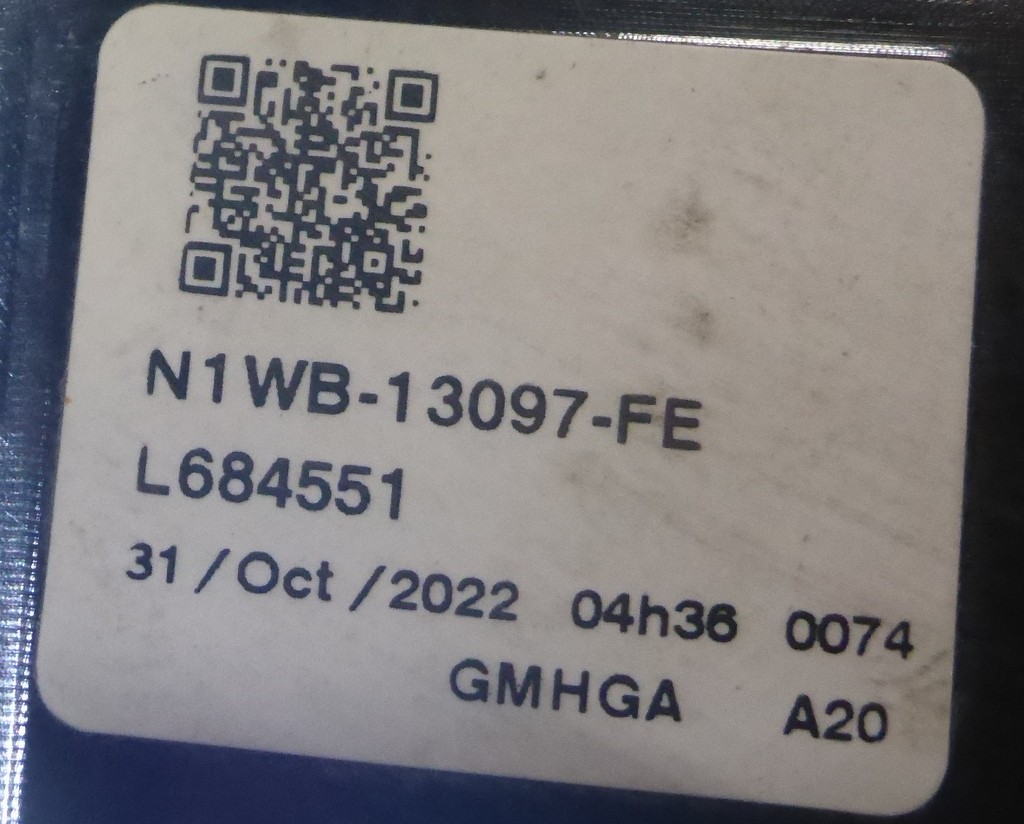 N1WB-13097-FE
L684551
31/Oct/2022 04h36 0074
GMHGA A20